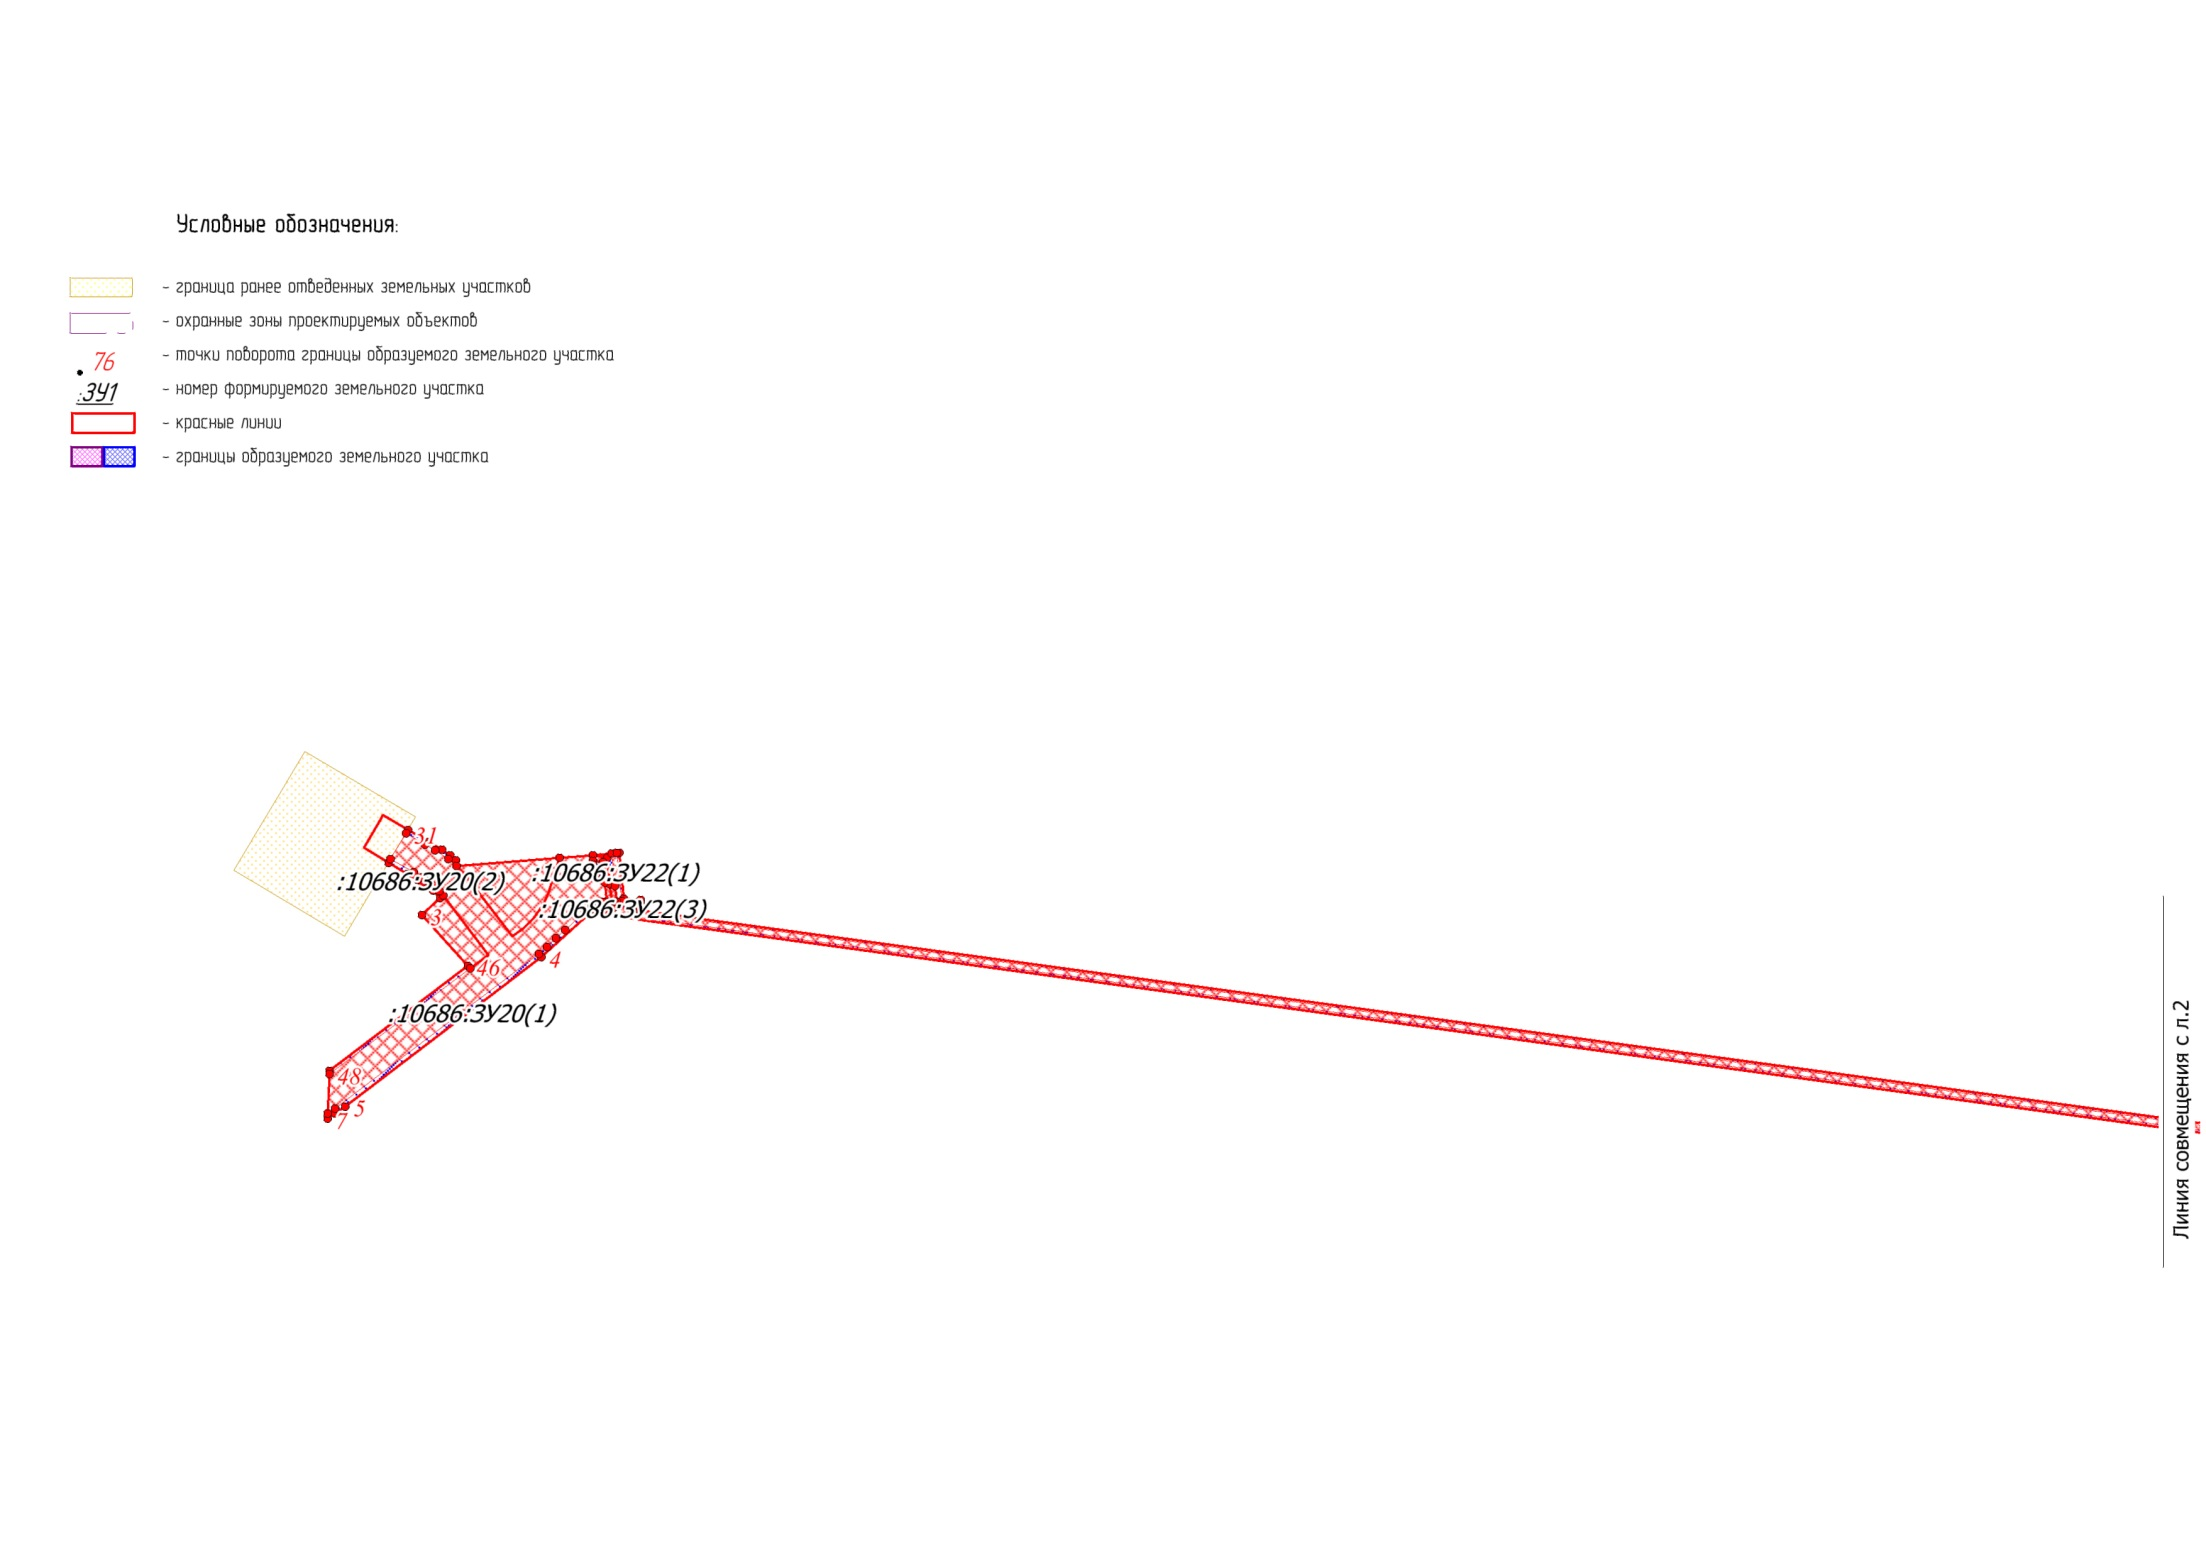 Условные обозначения:
- граница ранее отведенных земельных участков
- охранные зоны проектируемых объектов
76 - точки поворота границы образуемого земельного участка
:ЗУ1 - номер формируемого земельного участка
- красные линии
- границы образуемого земельного участка
31
:10686:ЗУ22(1)
:10686:ЗУ20(2)
:10686:ЗУ22(3)
3
4
46
:10686:ЗУ20(1)
48
5
7
Линия совмещения с л.2